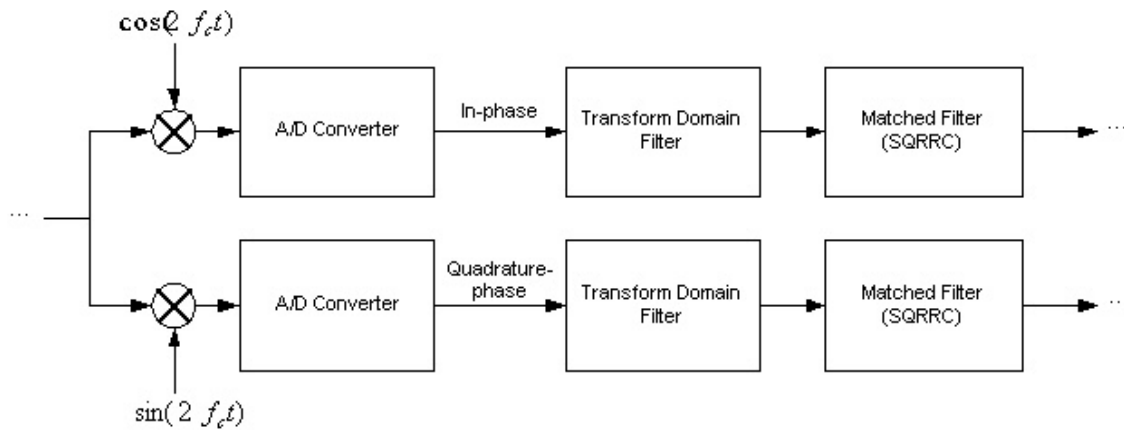 cos(2 f_c t)
A/D Converter
In-phase
Transform Domain
Filter
Matched Filter
(SQRRC)
...
...
A/D Converter
Quadrature-
phase
Transform Domain
Filter
Matched Filter
(SQRRC)
...
sin( 2 f_c t)